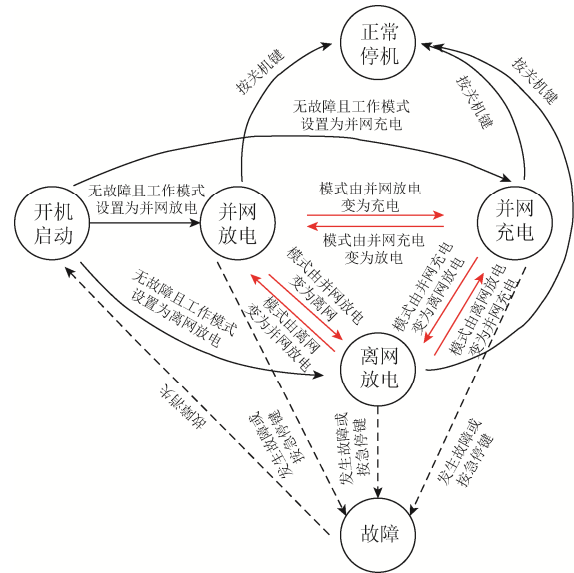 正常
停机
按关机键
按关机键
按关机键
无故障且工作模式
设置为并网充电
开机
启动
无故障且工作模式
设置为并网放电
并网
放电
模式由并网放电
变为充电
模式由并网充电
变为放电
并网
充电
无故障且工作模式
设置为离网放电
模式由并网放电
变为离网
模式由离网
变为并网放电
模式由并网充电
变为离网放电
模式由离网放电
变为并网充电
离网
放电
故障消失
发生故障或
按急停键
发生故障或
按急停键
发生故障或
按急停键
故障